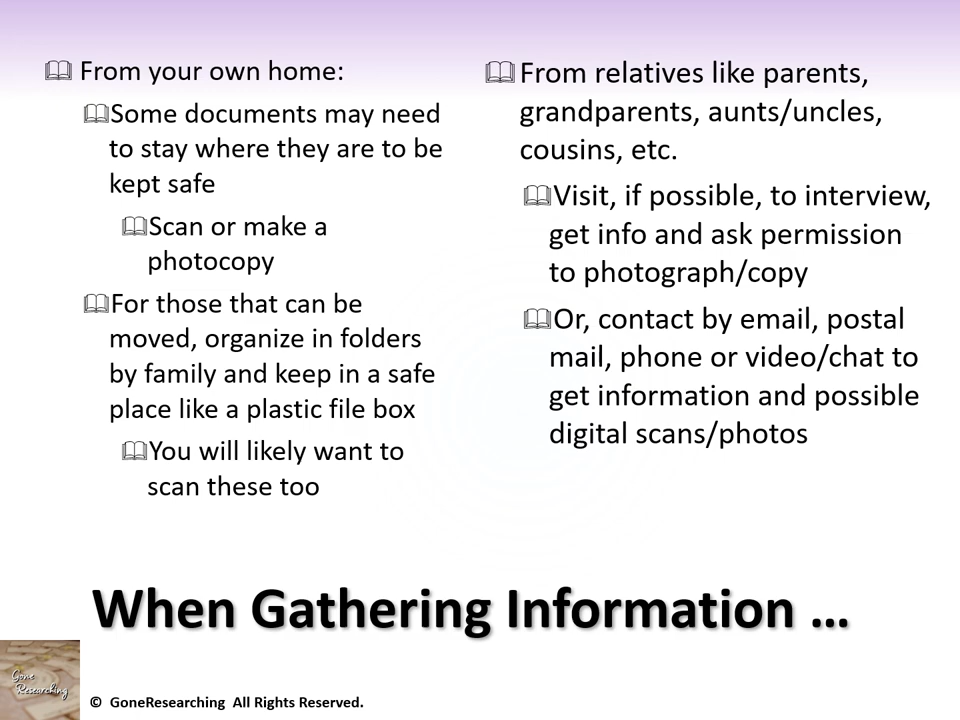 From your own home:
Some documents may need
to stay where they are to be
kept safe
Scan or make a
photocopy
For those that can be
moved, organize in folders
by family and keep in a safe
place like a plastic file box
You will likely want to
scan these too
From relatives like parents,
grandparents, aunts/uncles,
cousins, etc.
Visit, if possible, to interview,
get info and ask permission
to photograph/copy
Or, contact by email, postal
mail, phone or video/chat to
get information and possible
digital scans/photos
When Gathering Information …
Gone
Researching
© GoneResearching All Rights Reserved.